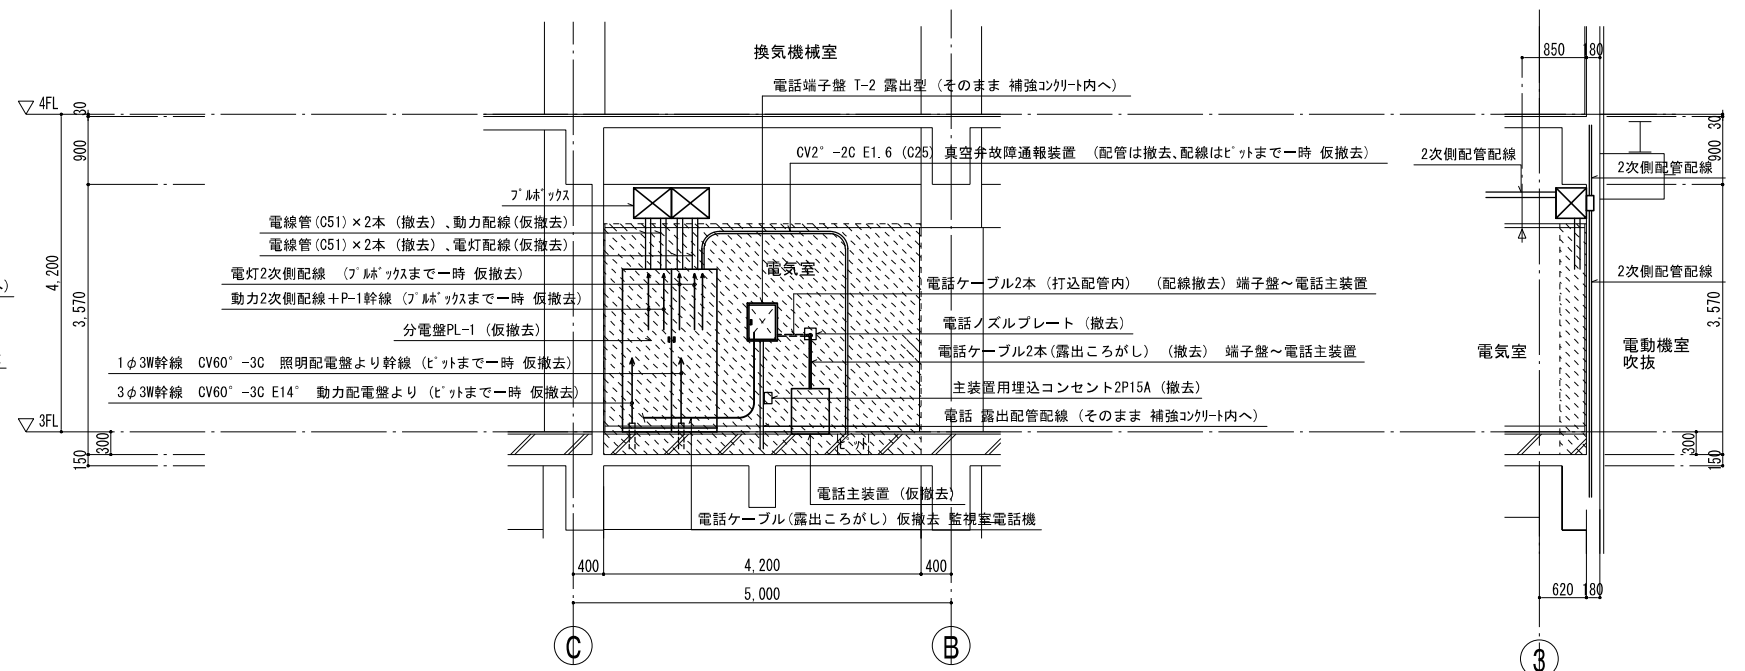 換気機械室
850
180
電話端子盤 T-2 露出型 (そのまま 補強ｺﾝｸﾘｰﾄ内へ)
4FL
30
30
900
CV2°-2C E1.6 (C25) 真空弁故障通報装置 (配管は撤去､配線はﾋﾟｯﾄまで一時 仮撤去)
2次側配管配線
900
2次側配管配線
ﾌﾟﾙﾎﾞｯｸｽ
電線管(C51)×2本 (撤去) ､動力配線(仮撤去)
電線管(C51)×2本 (撤去) ､電灯配線(仮撤去)
電気室
電灯2次側配線 (ﾌﾟﾙﾎﾞｯｸｽまで一時 仮撤去)
2次側配管配線
4,200
電話ケーブル2本 (打込配管内) (配線撤去) 端子盤～電話主装置
動力2次側配線+P-1幹線 (ﾌﾟﾙﾎﾞｯｸｽまで一時 仮撤去)
3,570
3,570
電話ノズルプレート (撤去)
分電盤PL-1 (仮撤去)
電話ケーブル2本(露出ころがし) (撤去) 端子盤～電話主装置
電気室
電動機室
吹抜
1φ3W幹線 CV60°-3C 照明配電盤より幹線 (ﾋﾟｯﾄまで一時 仮撤去)
3φ3W幹線 CV60°-3C E14° 動力配電盤より (ﾋﾟｯﾄまで一時 仮撤去)
主装置用埋込コンセント2P15A (撤去)
電話 露出配管配線 (そのまま 補強ｺﾝｸﾘｰﾄ内へ)
3FL
300
300
150
150
ﾋﾟｯﾄ
電話主装置 (仮撤去)
電話ケーブル(露出ころがし) 仮撤去 監視室電話機
400
4,200
400
5,000
620
180
C
B
3